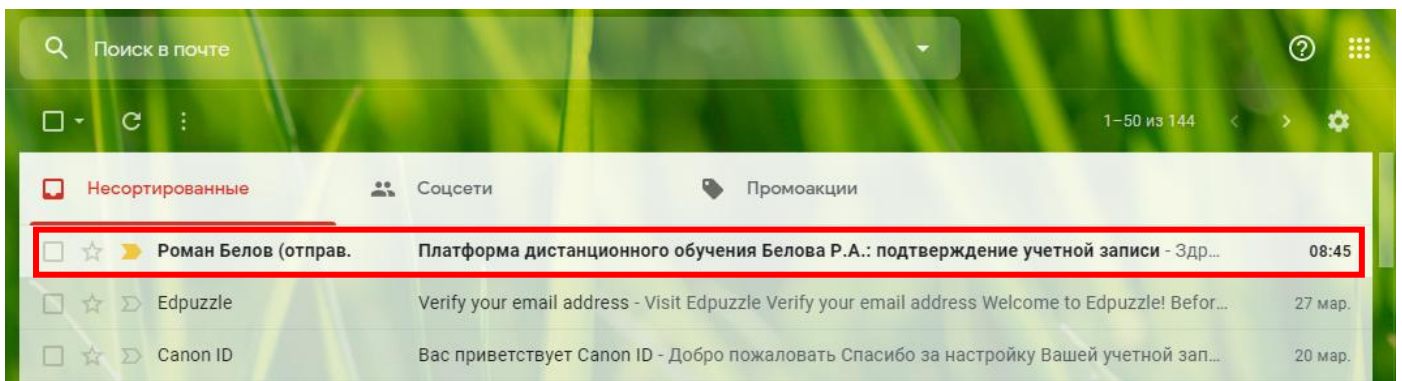 Поиск в почте
1–50 из 144
Несортированные Соцсети Промоакции
Роман Белов (отправ. Платформа дистанционного обучения Белова Р.А.: подтверждение учетной записи - Здр... 08:45
Edpuzzle Verify your email address - Visit Edpuzzle Verify your email address Welcome to Edpuzzle! Befor... 27 мар.
Canon ID Вас приветствует Canon ID - Добро пожаловать Спасибо за настройку Вашей учетной зап... 20 мар.